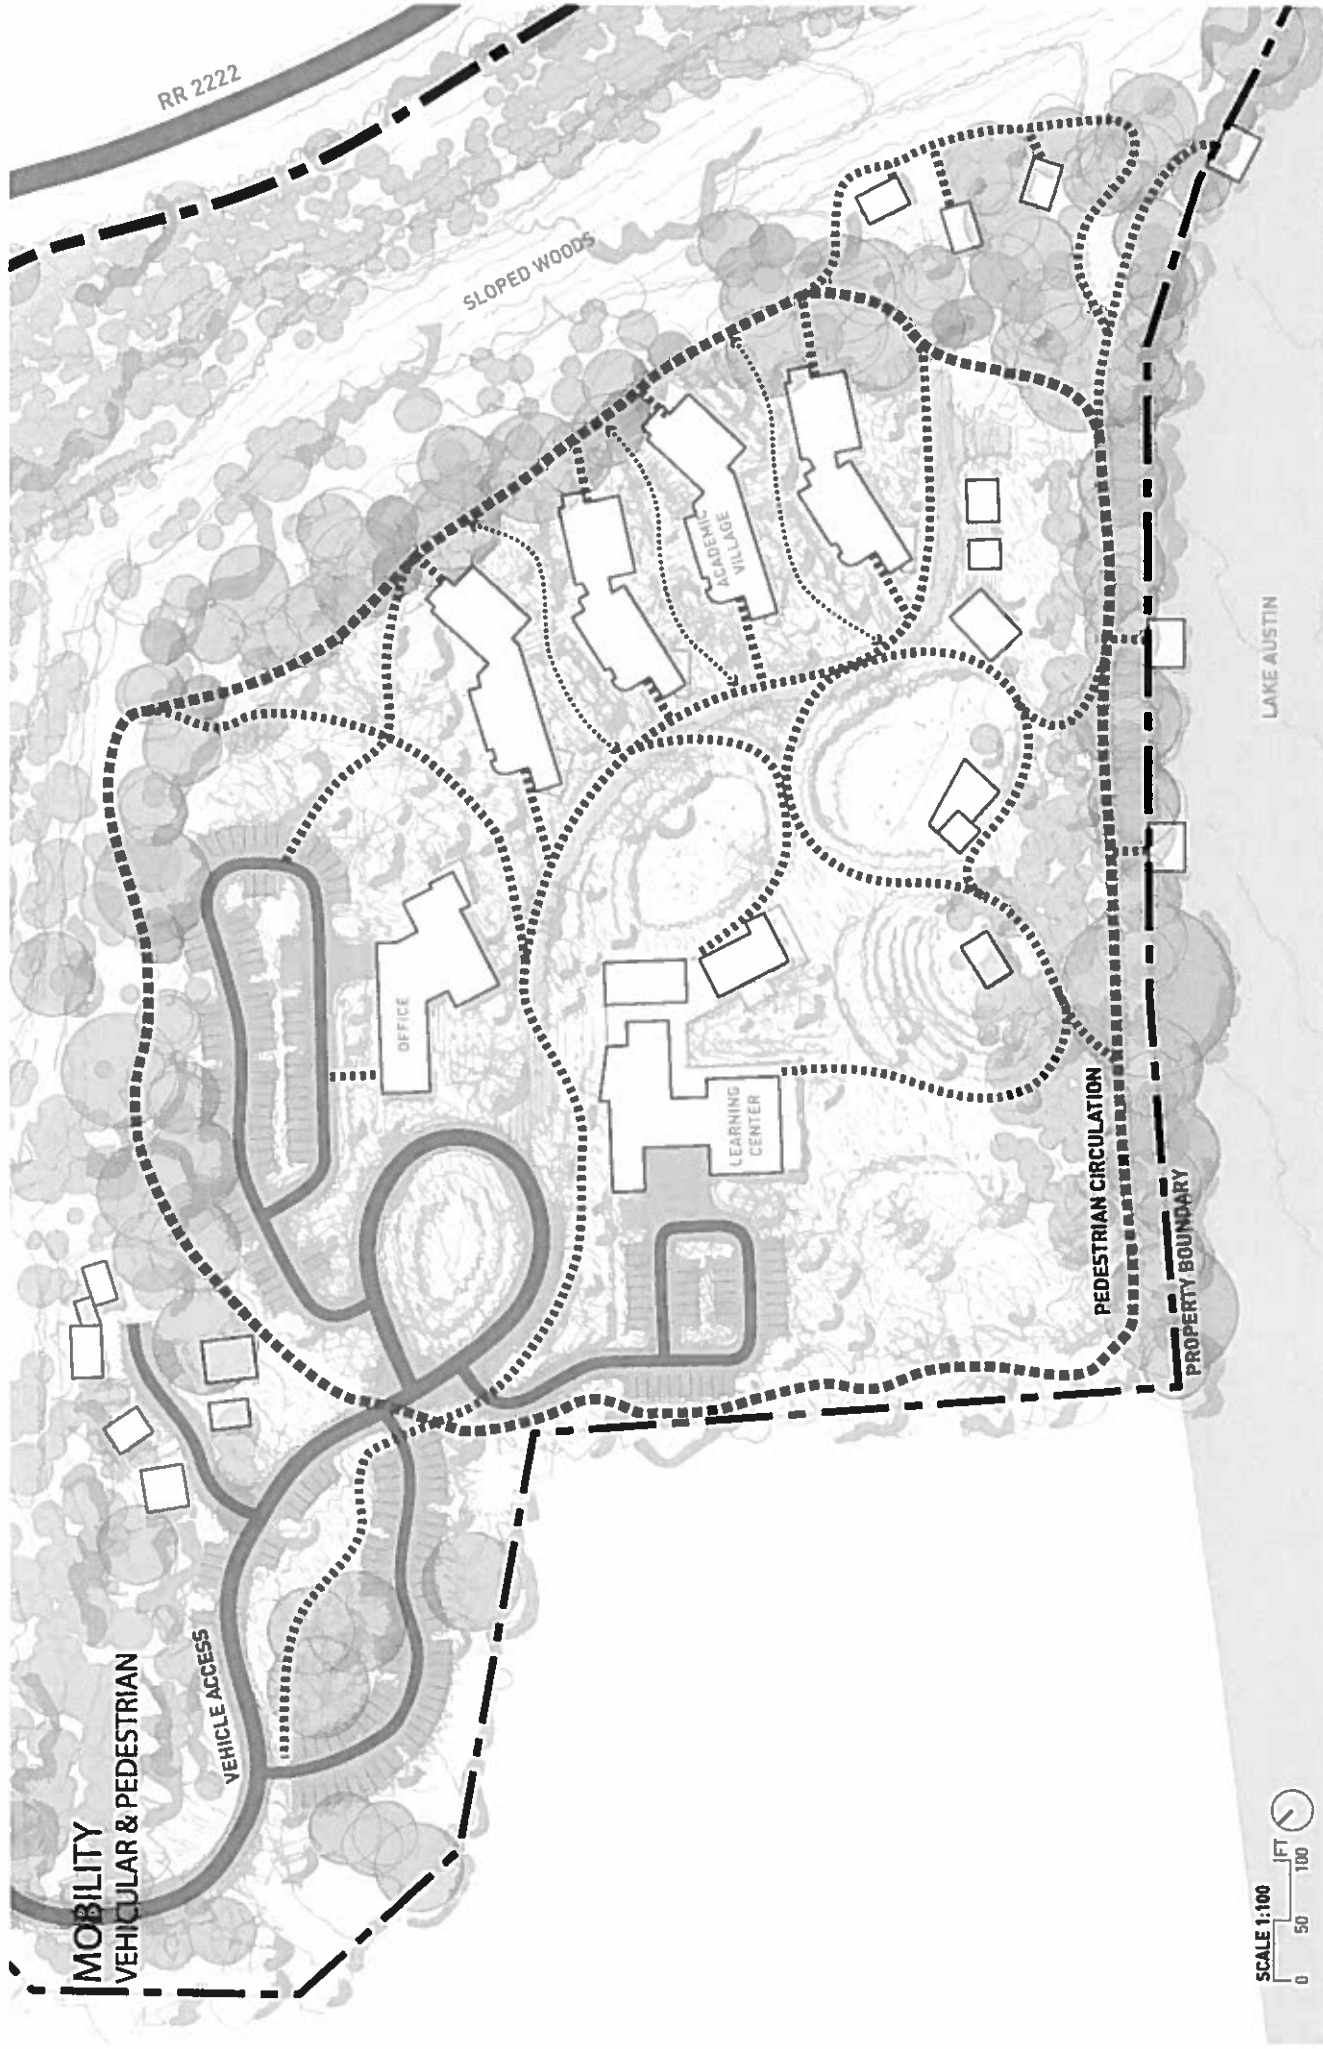 MOBILITY
VEHICULAR & PEDESTRIAN
RR 2222
SLOPED WOODS
VEHICLE ACCESS
OFFICE
ACADEMIC
VILLAGE
LEARNING
CENTER
PEDESTRIAN CIRCULATION
PROPERTY BOUNDARY
LAKE AUSTIN
SCALE 1:100
0 50 100 FT